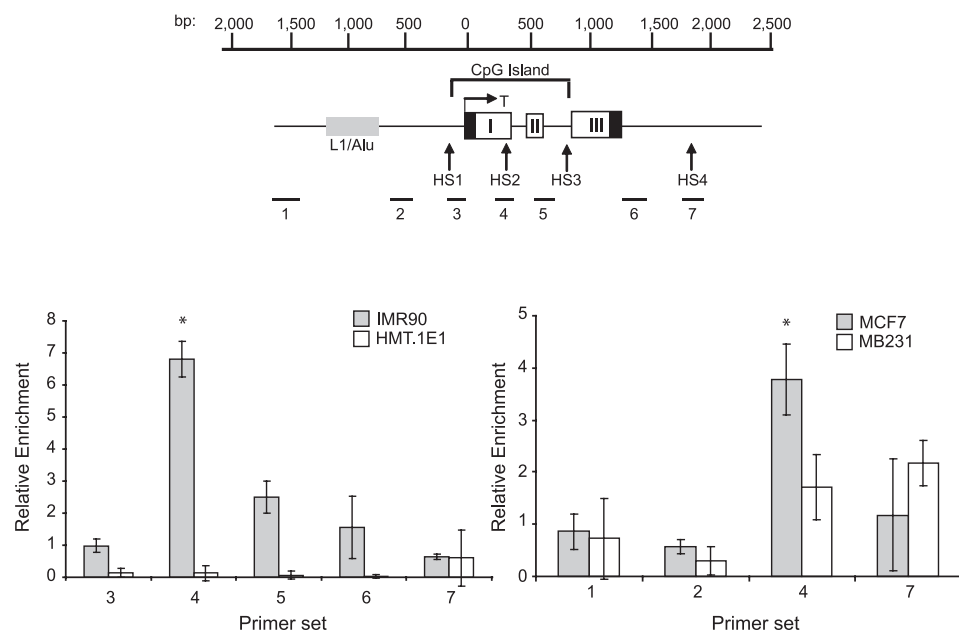 bp: 2,000 1,500 1,000 500 0 500 1,000 1,500 2,000 2,500
CpG Island
T
I II III
L1/Alu
HS1 HS2 HS3 HS4
1 2 3 4 5 6 7
8
7
6
5
4
3
2
1
0
Relative Enrichment
*
IMR90
HMT.1E1
3 4 5 6 7
Primer set
5
4
3
2
1
0
Relative Enrichment
*
MCF7
MB231
1 2 4 7
Primer set